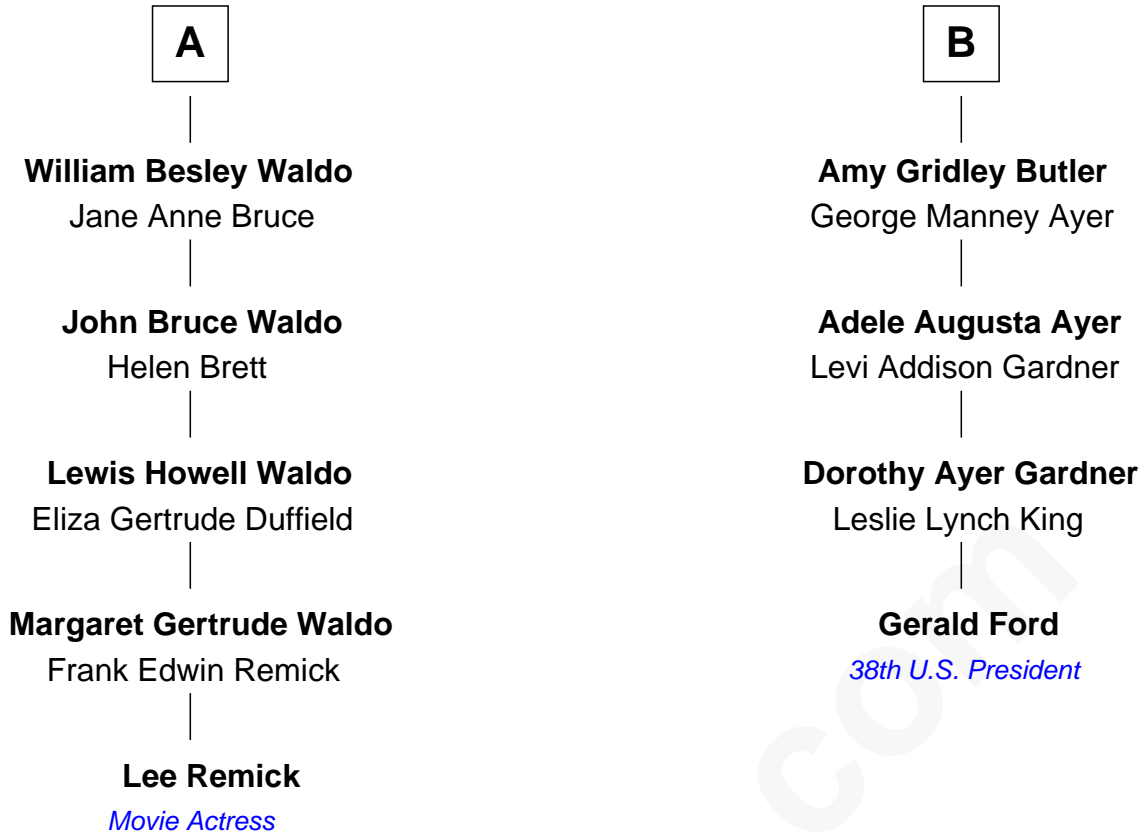 A
William Besley Waldo
Jane Anne Bruce
John Bruce Waldo
Helen Brett
Lewis Howell Waldo
Eliza Gertrude Duffield
Margaret Gertrude Waldo
Frank Edwin Remick
Lee Remick
Movie Actress
B
Amy Gridley Butler
George Manney Ayer
Adele Augusta Ayer
Levi Addison Gardner
Dorothy Ayer Gardner
Leslie Lynch King
Gerald Ford
38th U.S. President
com